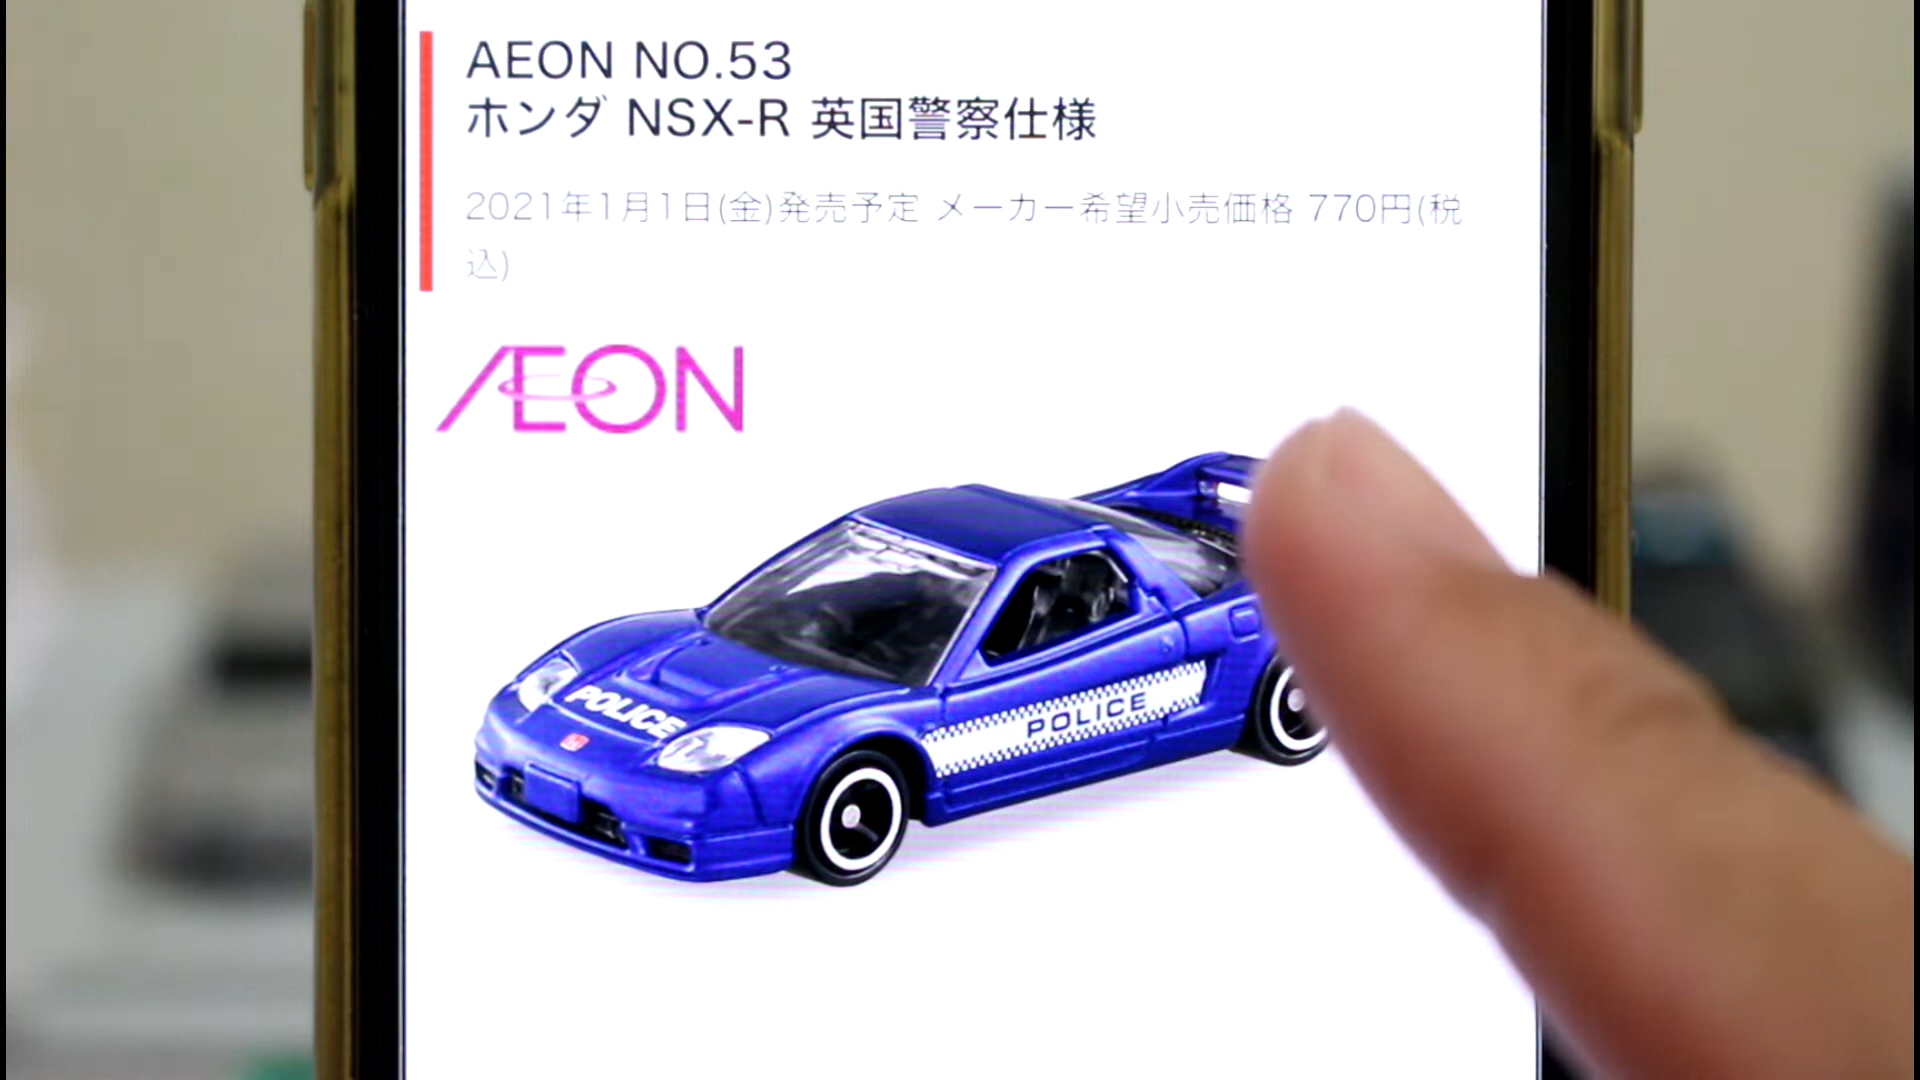 AEON NO.53
ホンダ NSX-R 英国警察仕様
2021年1月1日(金)発売予定 メーカー希望小売価格 770円(税
込)
ÆON
POLICE
POLICE